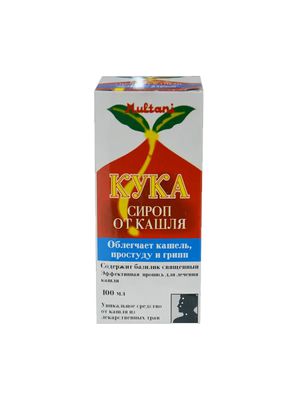 Multani
КУКА
СИРОП
ОТ КАШЛЯ
Облегчает кашель,
простуду и грипп
Содержит базилик священный
Эффективная пропись для лечения
кашля
100 мл
Уникальное средство
от кашля из
лекарственных трав